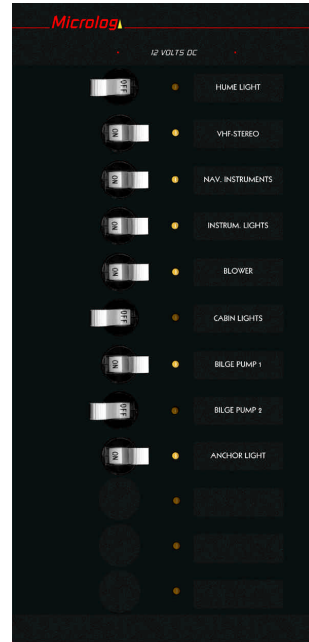 Microlog
12 VOLTS DC
OFF HUME LIGHT
ON VHF-STEREO
ON NAV. INSTRUMENTS
ON INSTRUM. LIGHTS
ON BLOWER
OFF CABIN LIGHTS
ON BILGE PUMP 1
OFF BILGE PUMP 2
ON ANCHOR LIGHT